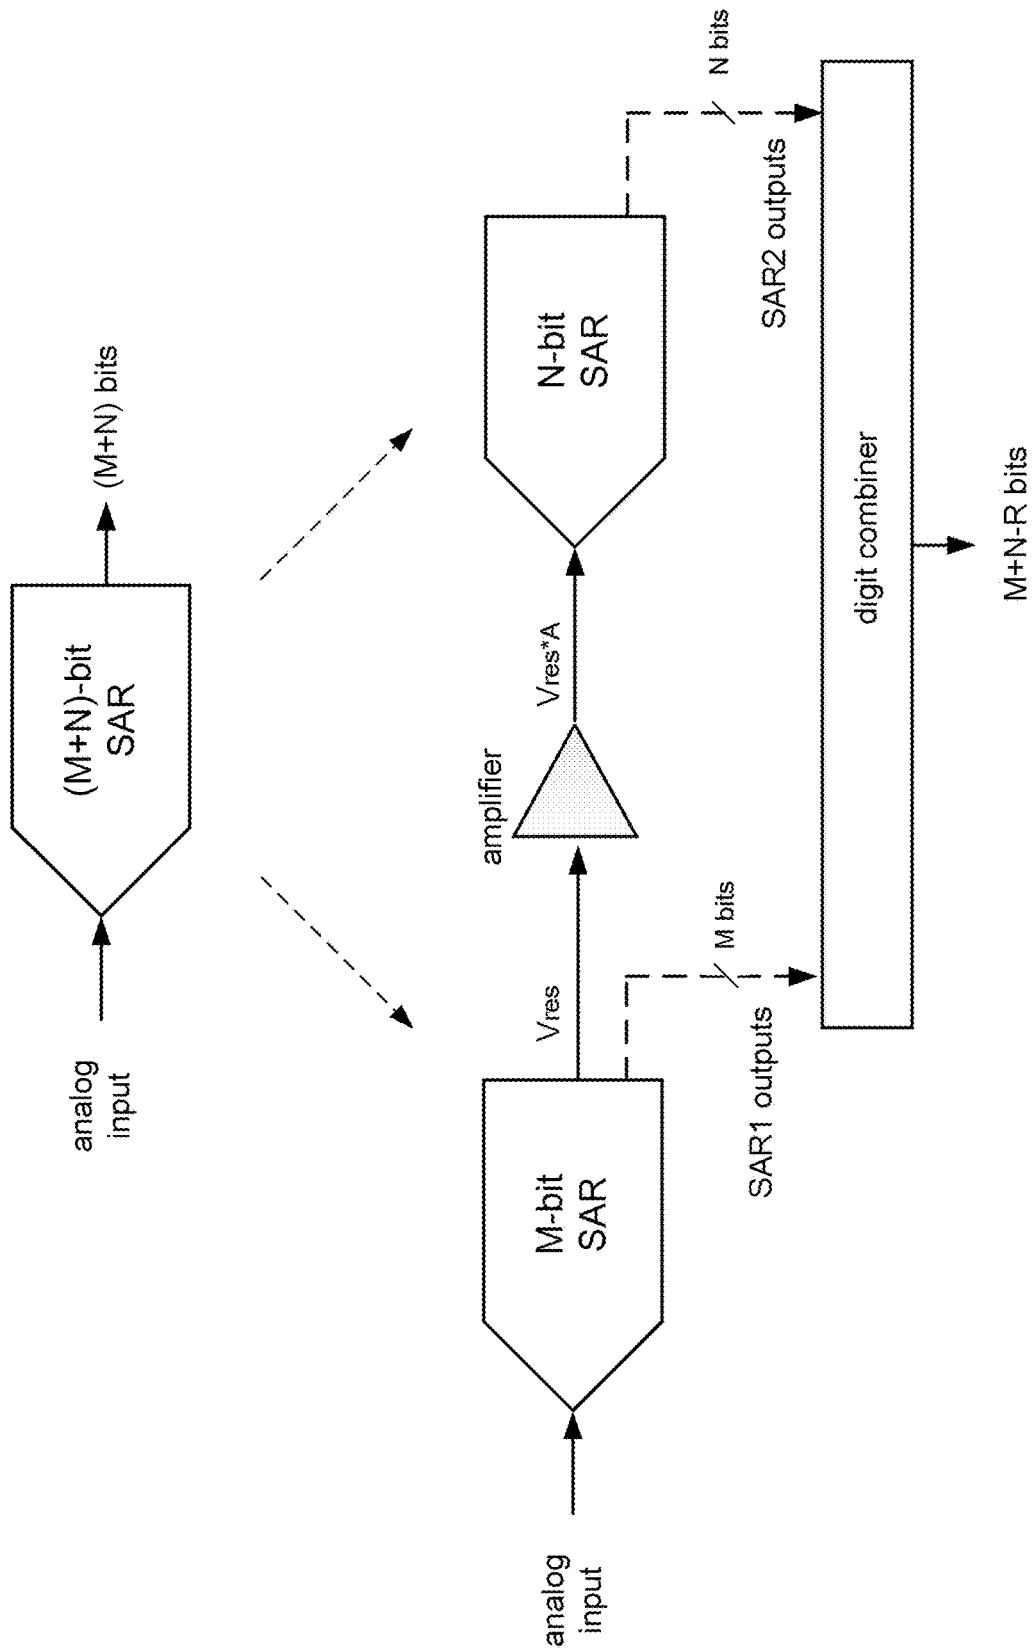 analog
input
(M+N)-bit
SAR
(M+N) bits
analog
input
M-bit
SAR
Vres
amplifier
Vres*A
N-bit
SAR
SAR1 outputs
M bits
SAR2 outputs
N bits
digit combiner
M+N-R bits